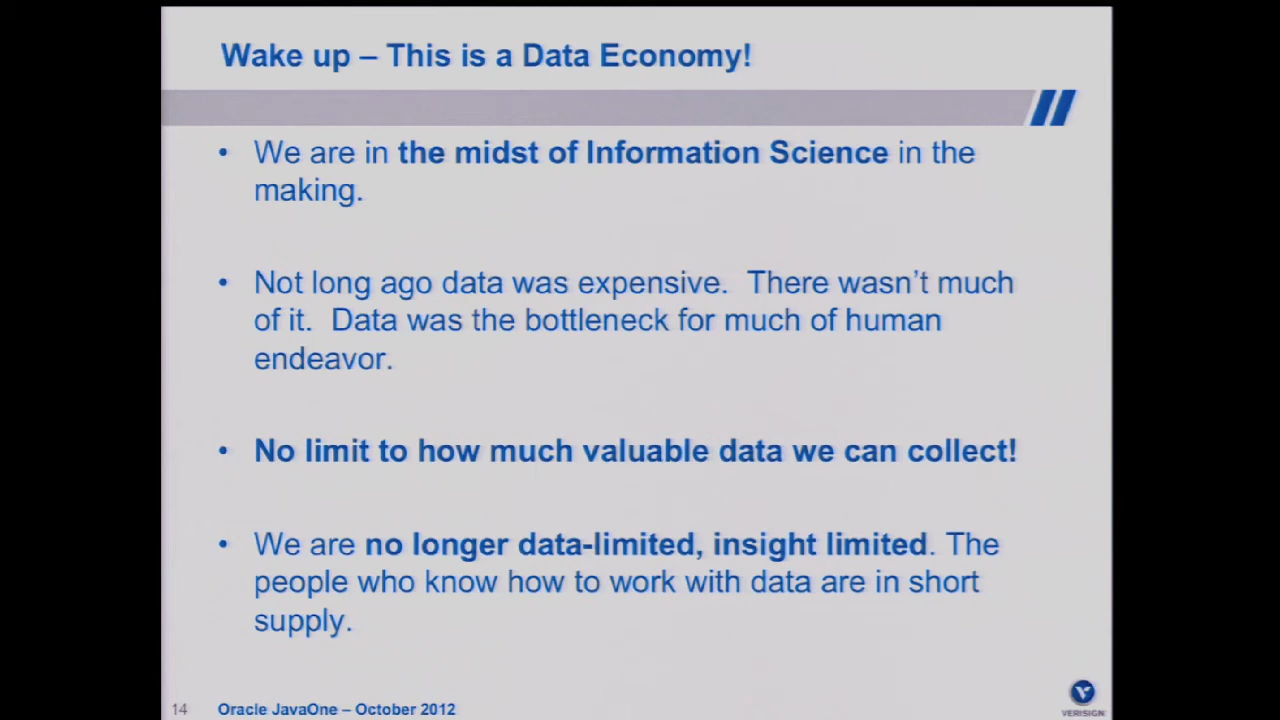 Wake up – This is a Data Economy!
• We are in the midst of Information Science in the
making.
• Not long ago data was expensive.  There wasn’t much
of it.  Data was the bottleneck for much of human
endeavor.
• No limit to how much valuable data we can collect!
• We are no longer data-limited, insight limited. The
people who know how to work with data are in short
supply.
14 Oracle JavaOne – October 2012
VERISIGN